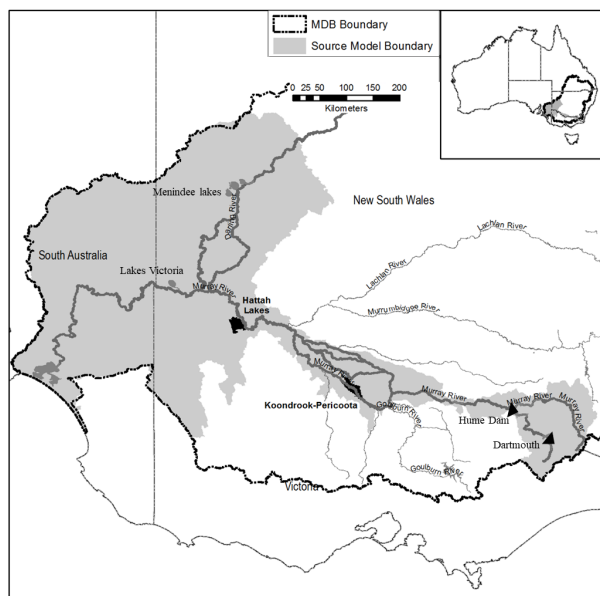 MDB Boundary
Source Model Boundary
0 25 50 100 150 200
Kilometers
Menindee lakes
Darling River
New South Wales
South Australia
Lakes Victoria
Murray River
Hattah
Lakes
Lachlan River
Lachlan River
Murrumbidgee River
Murray River
Koondrook-Pericoota
Goulburn River
Murray River
Hume Dam
Murray River
Murray River
Dartmouth
Goulburn River
Victoria